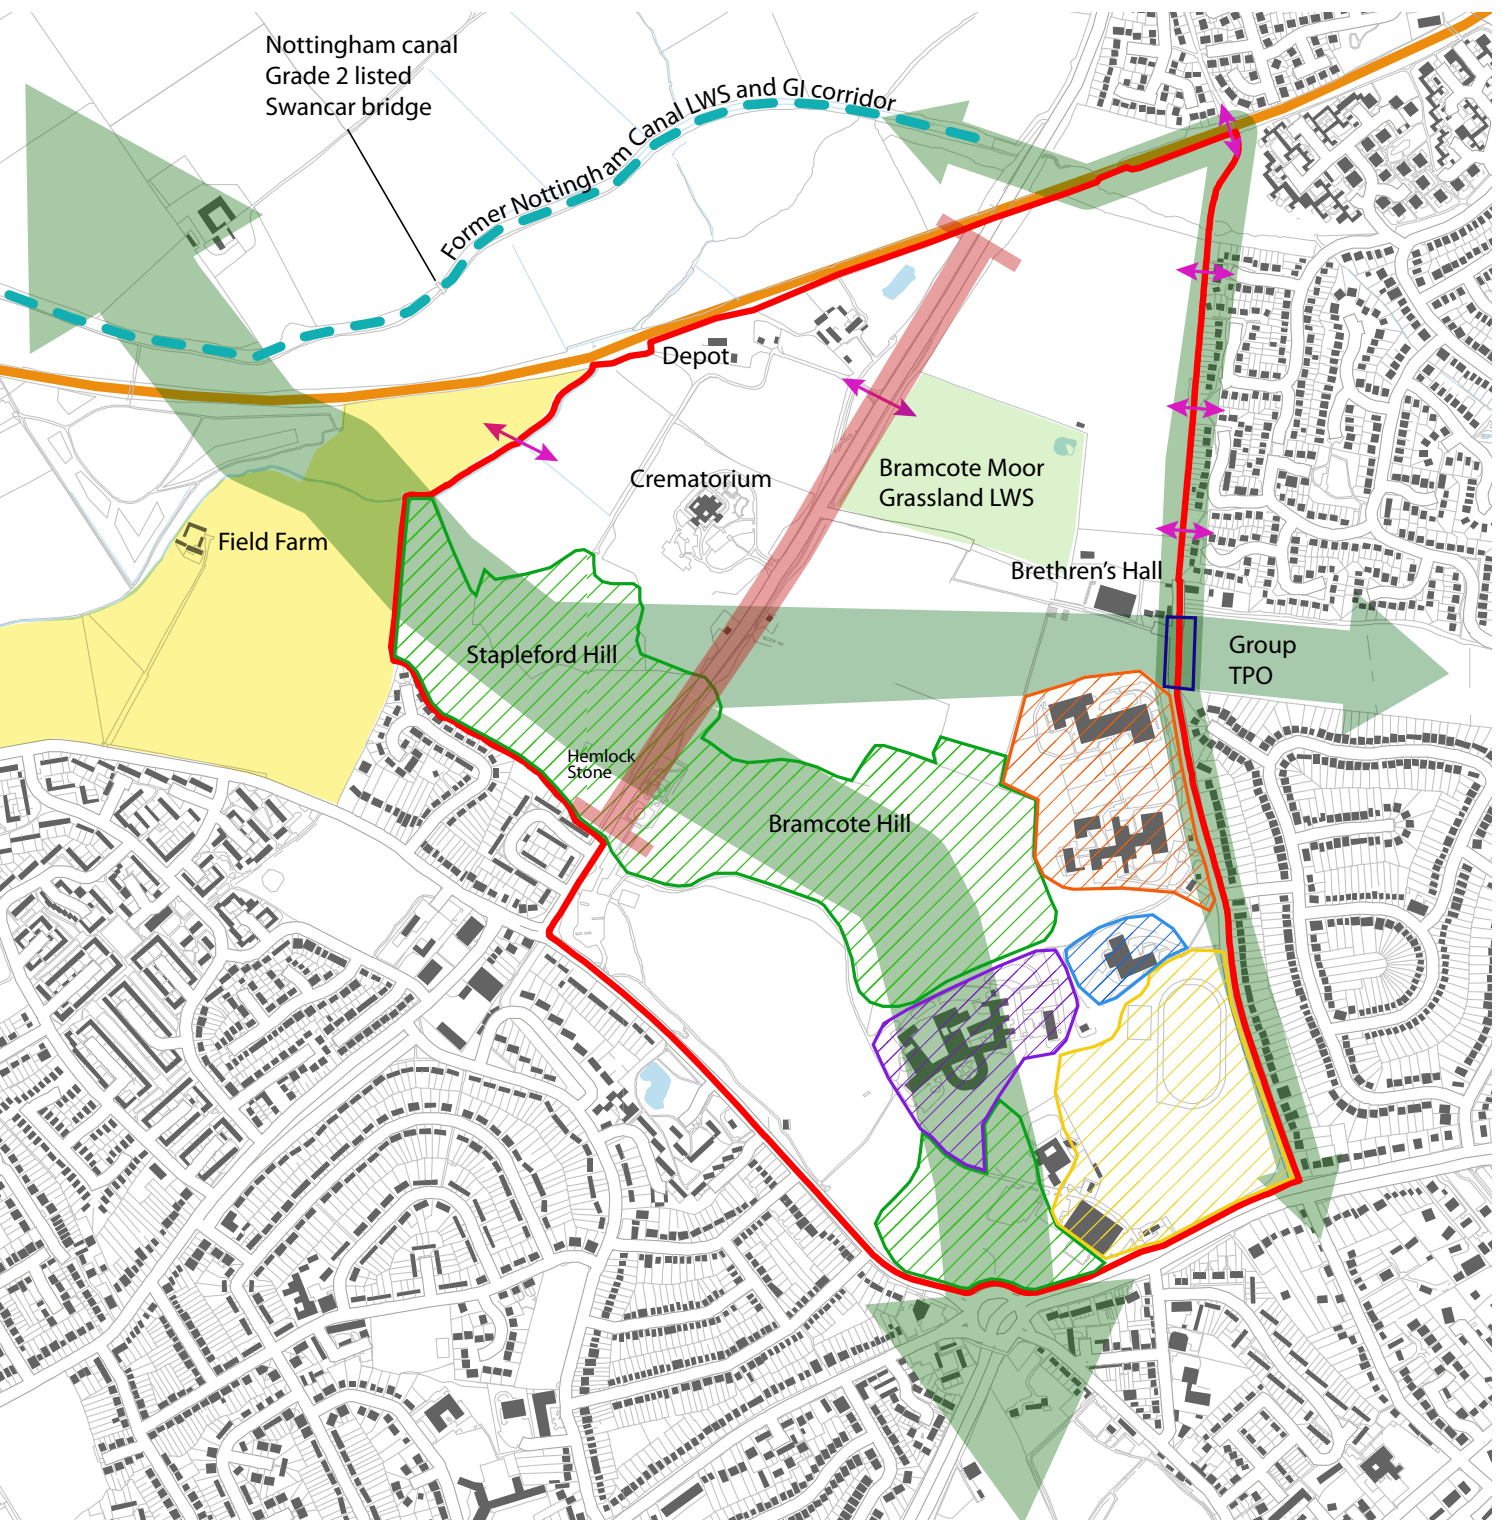 Nottingham canal
Grade 2 listed
Swancar bridge
Former Nottingham Canal LWS and GI corridor
Depot
Crematorium
Bramcote Moor
Grassland LWS
Field Farm
Brethren's Hall
Group
TPO
Stapleford Hill
Hemlock
Stone
Bramcote Hill